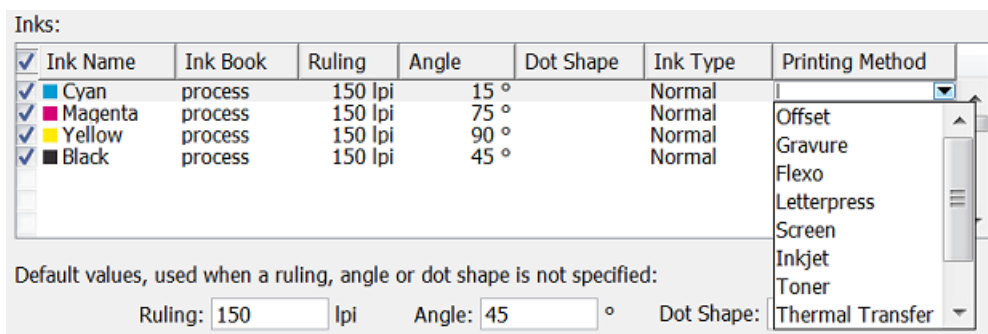 Inks:
Ink Name Ink Book Ruling Angle Dot Shape Ink Type Printing Method
Cyan process 150 lpi 15 ° Normal
Magenta process 150 lpi 75 ° Normal
Yellow process 150 lpi 90 ° Normal
Black process 150 lpi 45 ° Normal
Offset
Gravure
Flexo
Letterpress
Screen
Inkjet
Toner
Thermal Transfer
Default values, used when a ruling, angle or dot shape is not specified:
Ruling: 150 lpi Angle: 45 ° Dot Shape: